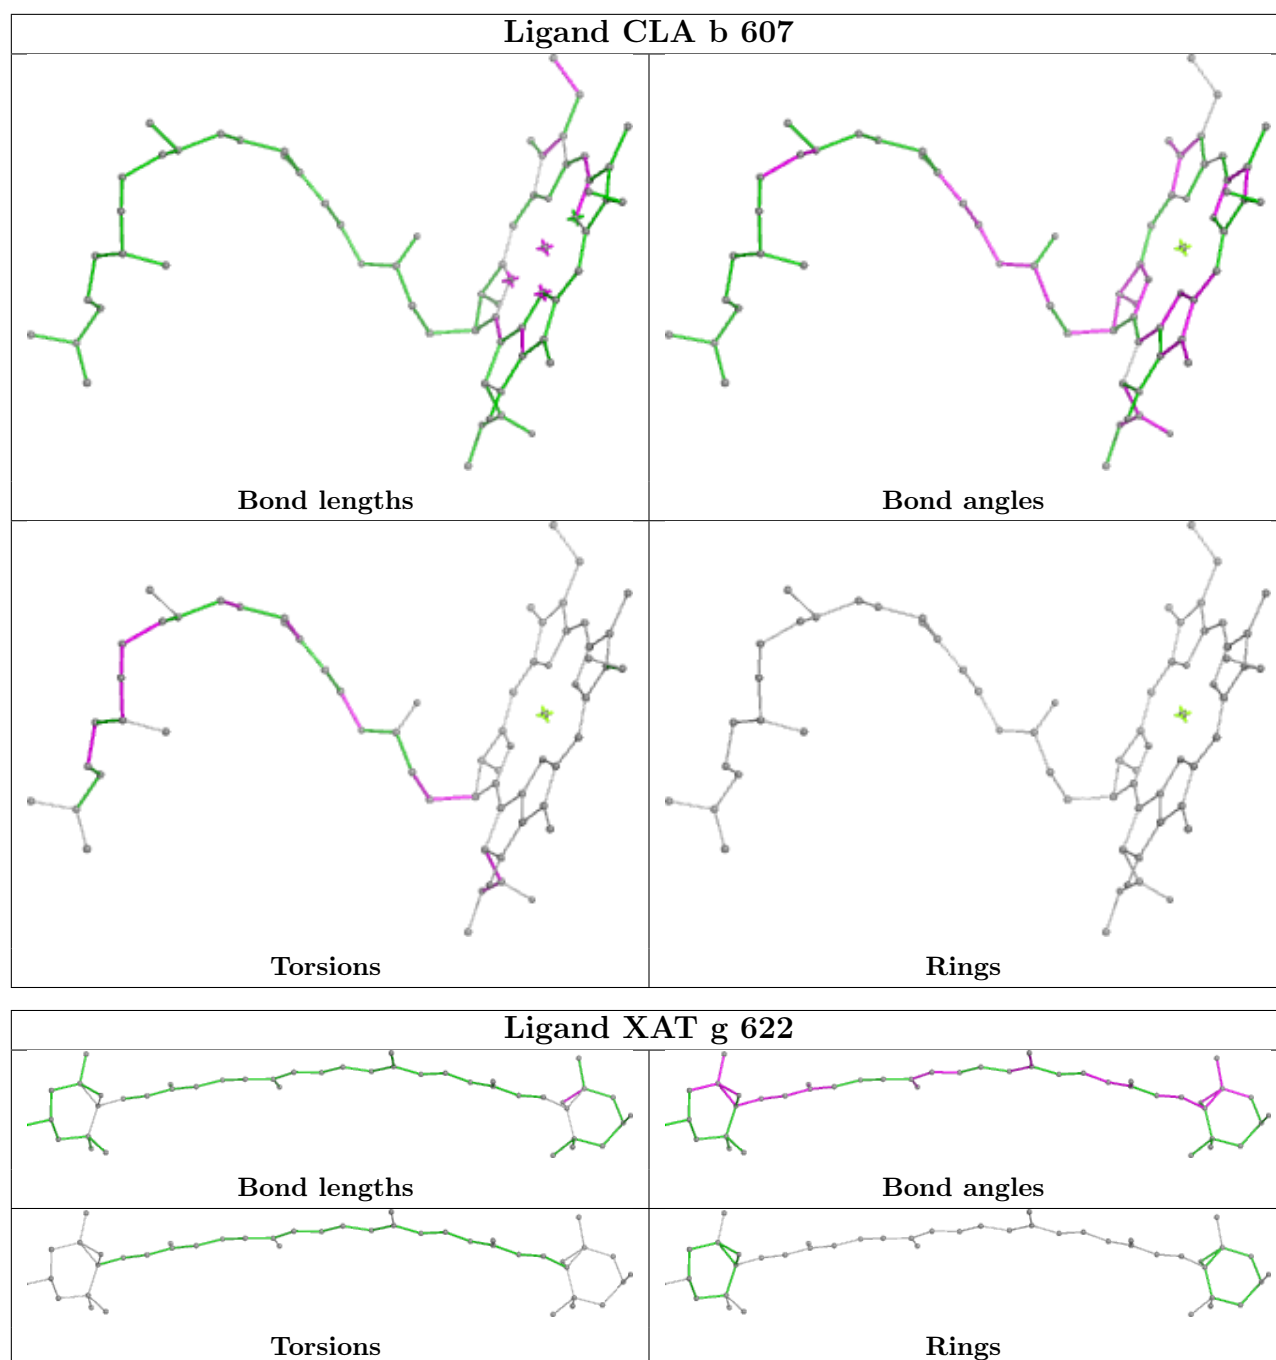 Ligand CLA b 607
Bond lengths
Bond angles
Torsions
Rings
Ligand XAT g 622
Bond lengths
Bond angles
Torsions
Rings